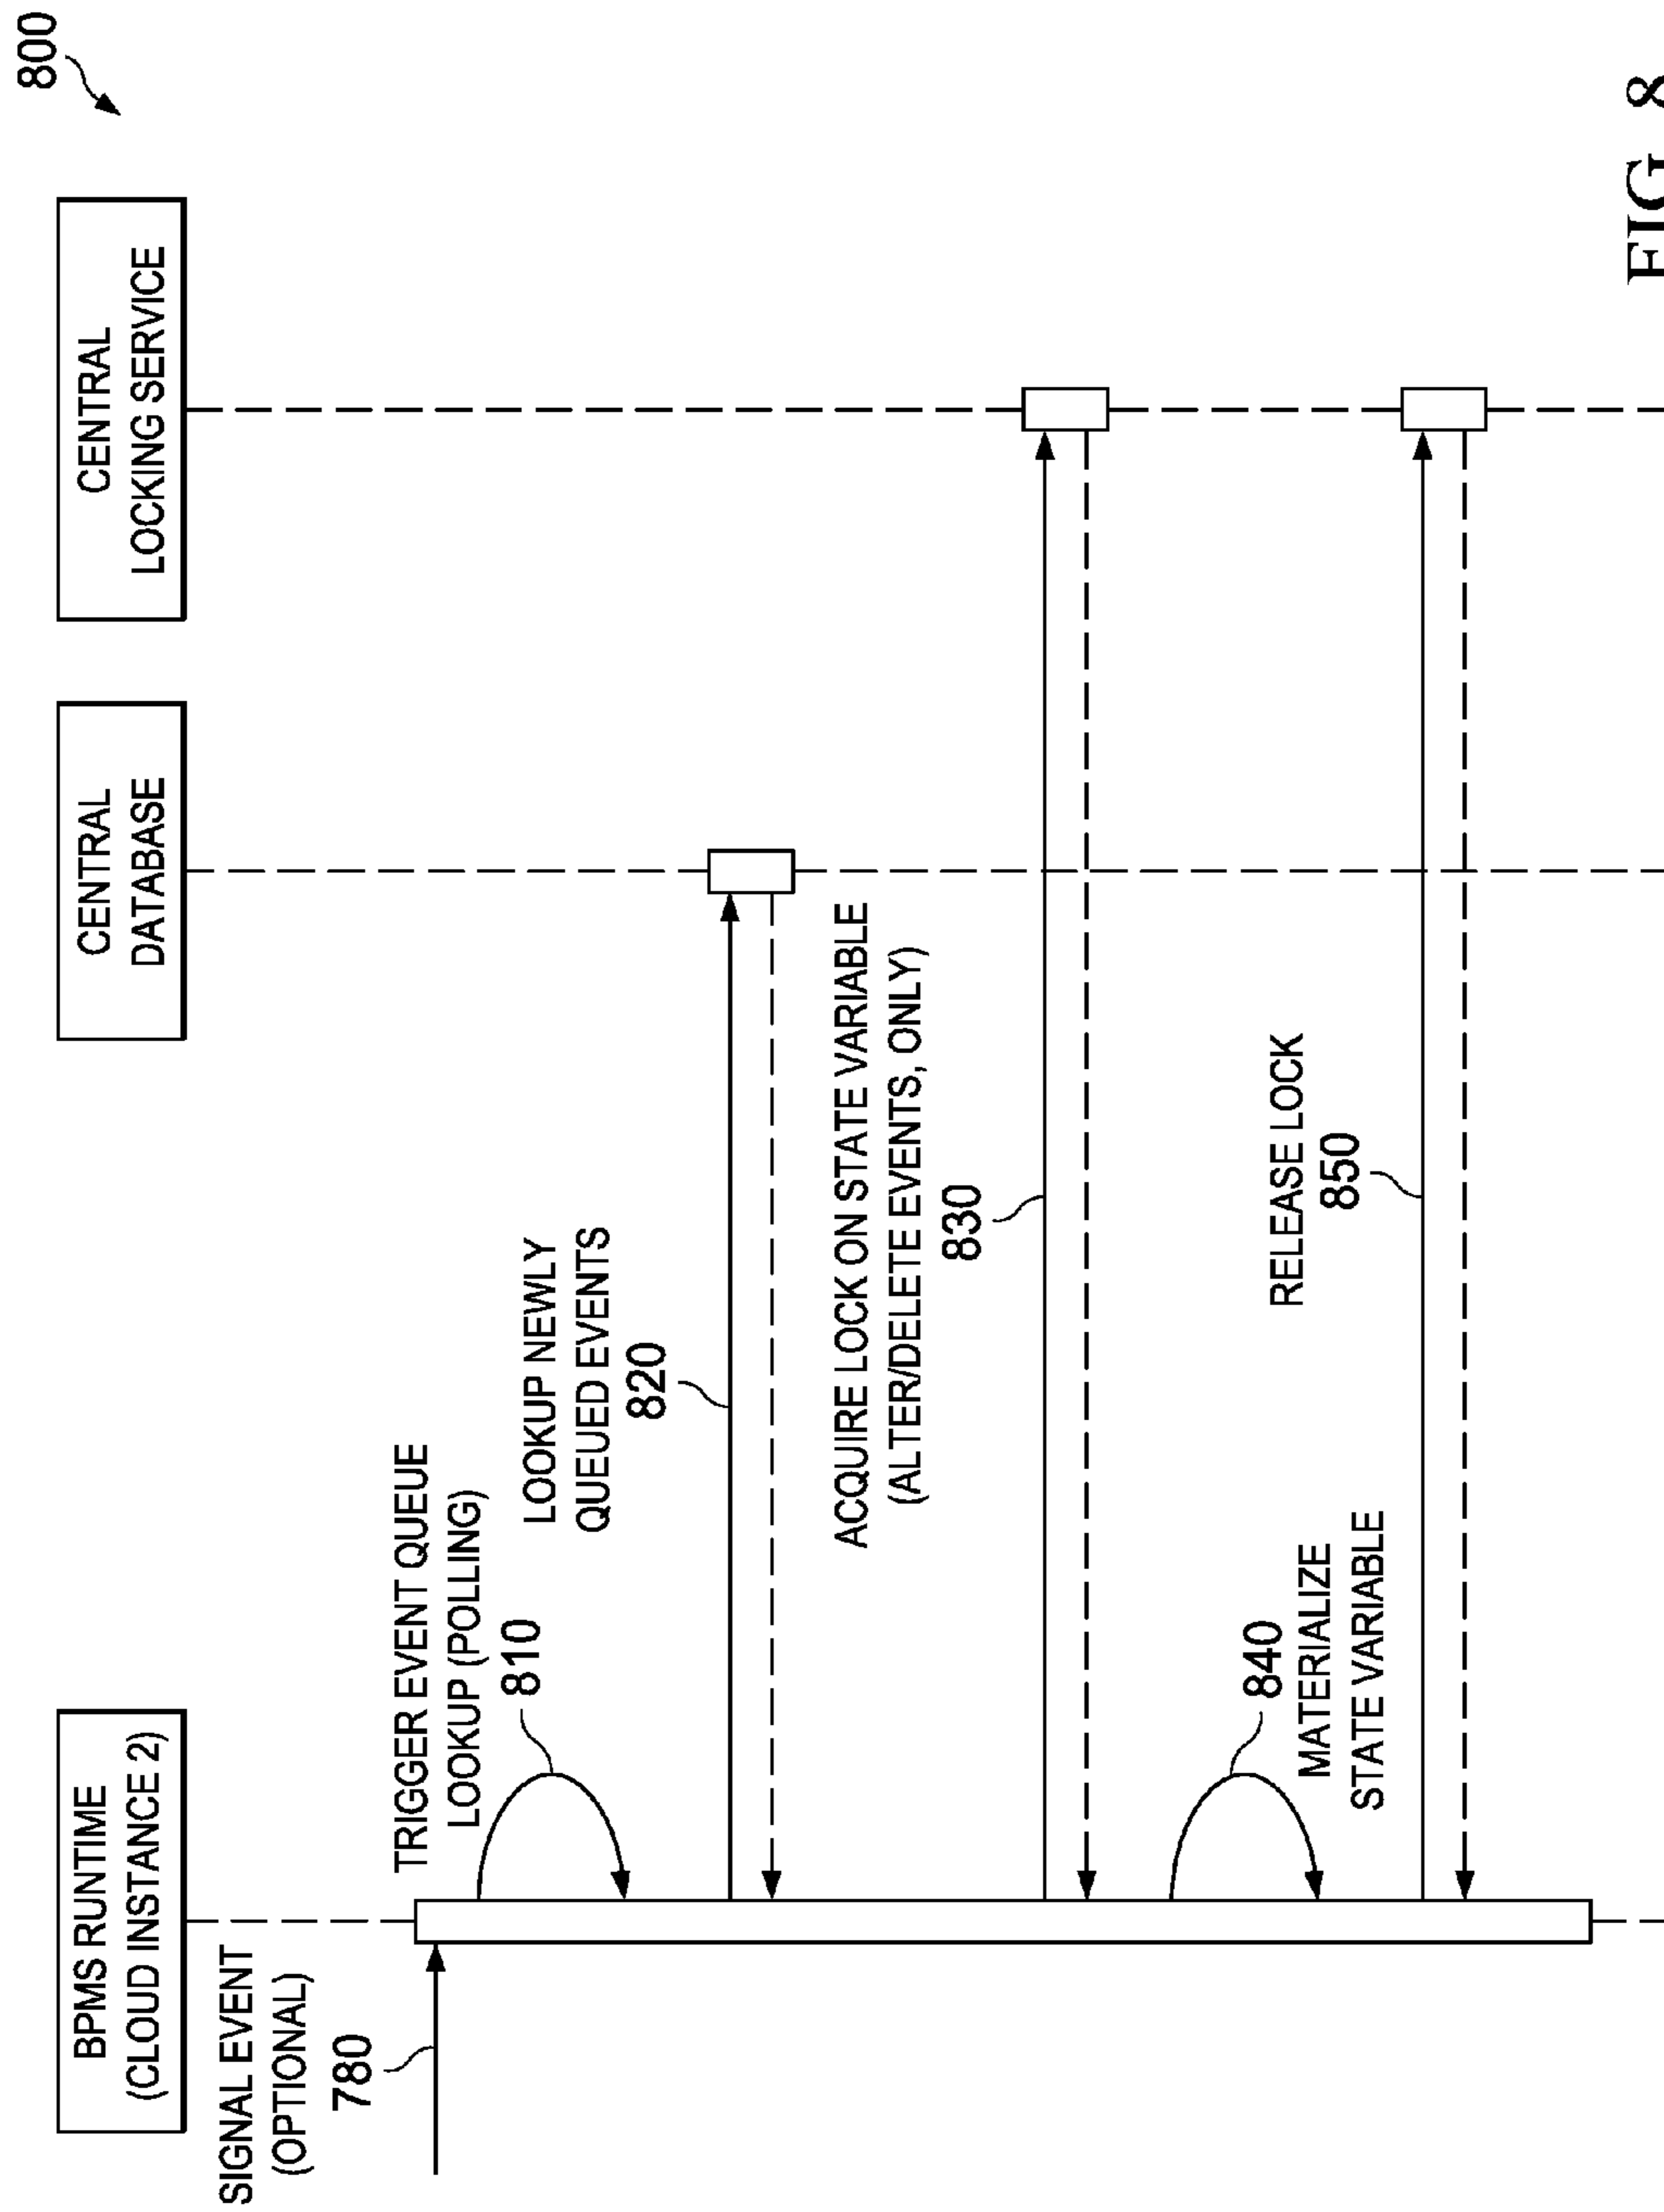 800
BPMS RUNTIME
(CLOUD INSTANCE 2)
CENTRAL
DATABASE
CENTRAL
LOCKING SERVICE
SIGNAL EVENT
(OPTIONAL)
780
TRIGGER EVENT QUEUE
LOOKUP (POLLING)
810
LOOKUP NEWLY
QUEUED EVENTS
820
ACQUIRE LOCK ON STATE VARIABLE
(ALTER/DELETE EVENTS, ONLY)
830
840
MATERIALIZE
STATE VARIABLE
RELEASE LOCK
850
FIG. 8